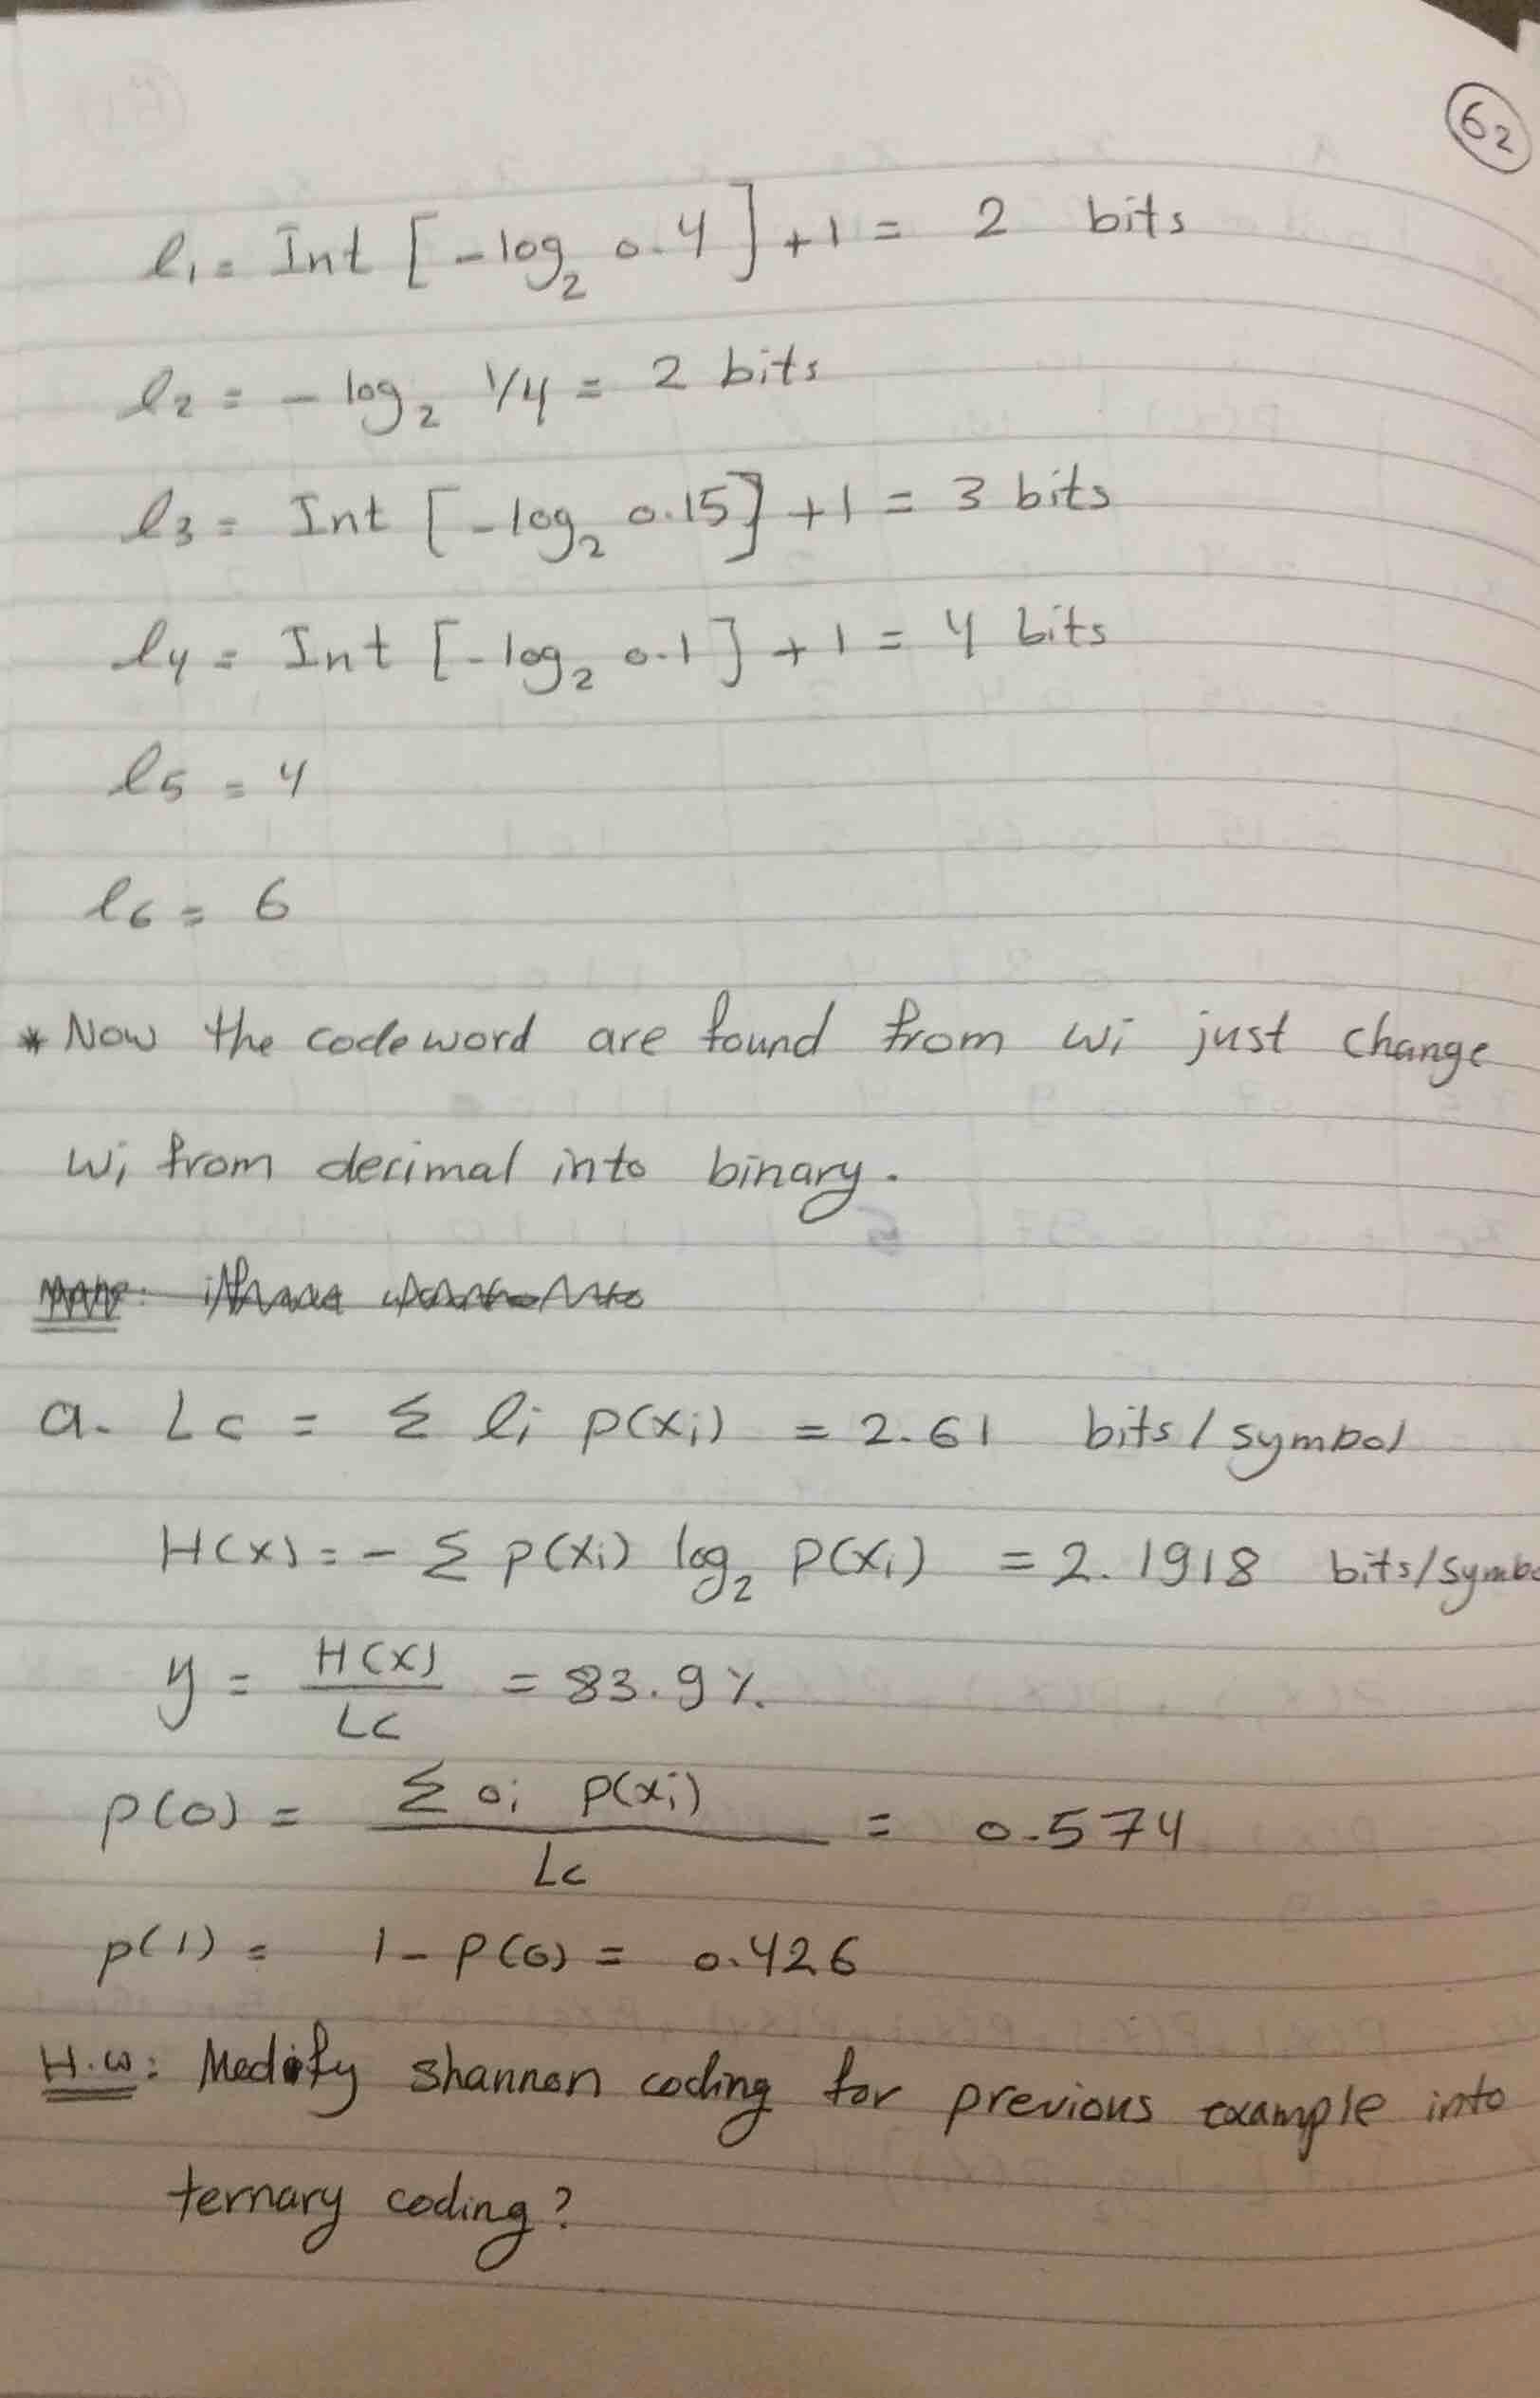 62
l1 = Int [-log2 0.4] + 1 = 2 bits
l2 = - log2 1/4 = 2 bits
l3 = Int [-log2 0.15] + 1 = 3 bits
l4 = Int [-log2 0.1] + 1 = 4 bits
l5 = 4
l6 = 6
* Now the codeword are found from wi just change
wi from decimal into binary.
a- Lc = Σ li p(xi) = 2.61 bits/symbol
H(x) = - Σ p(xi) log2 p(xi) = 2.1918 bits/symbo
y = H(x) / Lc = 83.9%
p(0) = Σ 0i p(xi) / Lc = 0.574
p(1) = 1 - p(0) = 0.426
H.w: Modify shannon coding for previous example into
ternary coding?